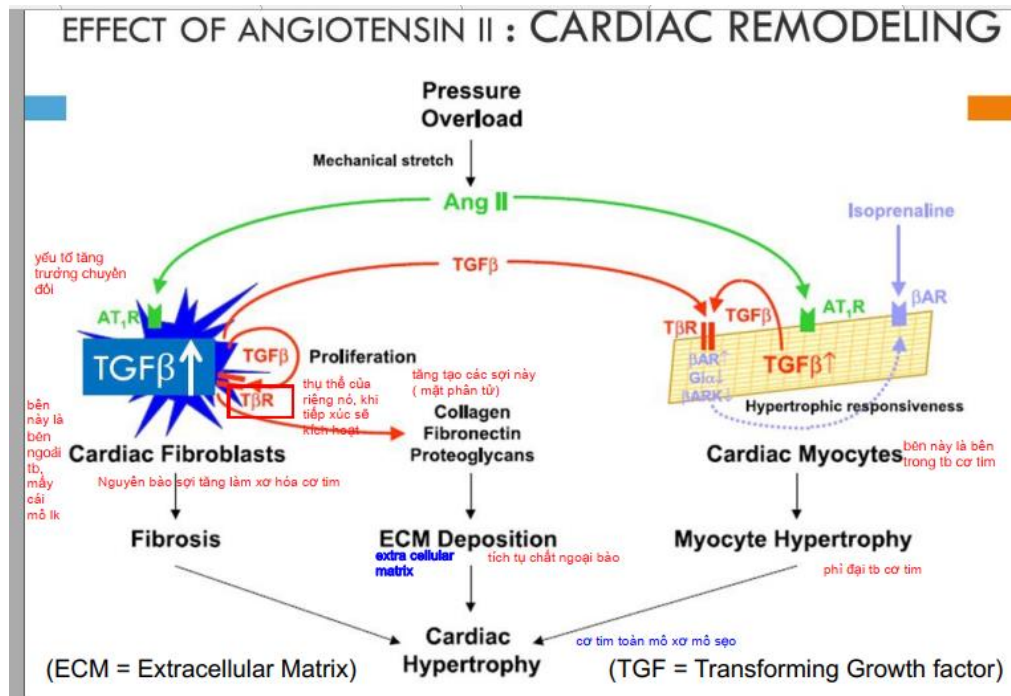 EFFECT OF ANGIOTENSIN II : CARDIAC REMODELING
Pressure
Overload
Mechanical stretch
Ang II
Isoprenaline
yếu tố tăng
trưởng chuyển
đổi
TGFβ
AT₁R
TGFβ↑
TGFβ
TβR
Proliferation
thụ thể của
riêng nó, khi
tiếp xúc sẽ
kích hoạt
tăng tạo các sợi này
( mặt phân tử)
Collagen
Fibronectin
Proteoglycans
TβR
TGFβ
AT₁R
βAR
TGFβ↑
βAR↑
Giα↓
βARK↓
Hypertrophic responsiveness
bên
này là
bên
ngoài
tb,
mấy
cái
mô lk
Cardiac Fibroblasts
Nguyên bào sợi tăng làm xơ hóa cơ tim
Cardiac Myocytes
bên này là bên
trong tb cơ tim
Fibrosis
ECM Deposition
extra cellular
matrix
tích tụ chất ngoại bào
Myocyte Hypertrophy
phì đại tb cơ tim
Cardiac
Hypertrophy
cơ tim toàn mô xơ mô sẹo
(ECM = Extracellular Matrix)
(TGF = Transforming Growth factor)